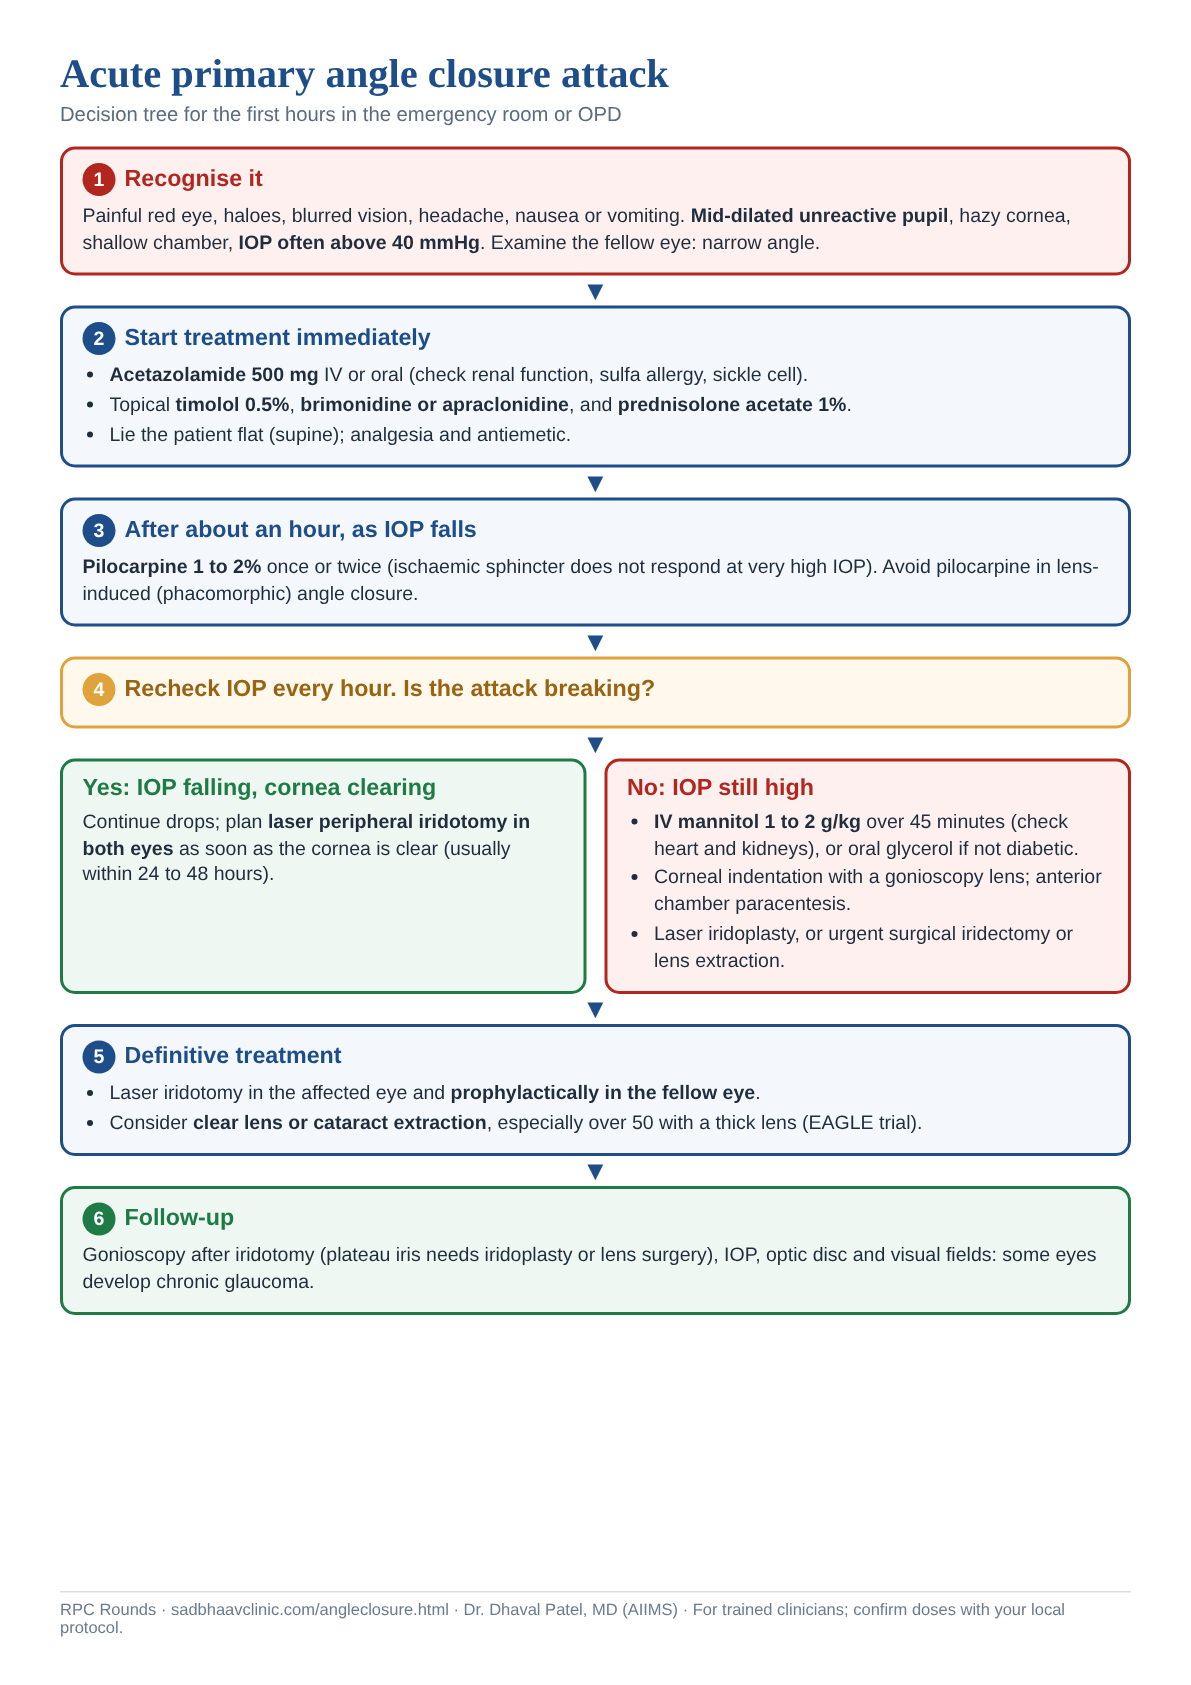 Acute primary angle closure attack
Decision tree for the first hours in the emergency room or OPD
1 Recognise it
Painful red eye, haloes, blurred vision, headache, nausea or vomiting. Mid-dilated unreactive pupil, hazy cornea,
shallow chamber, IOP often above 40 mmHg. Examine the fellow eye: narrow angle.
▼
2 Start treatment immediately
• Acetazolamide 500 mg IV or oral (check renal function, sulfa allergy, sickle cell).
• Topical timolol 0.5%, brimonidine or apraclonidine, and prednisolone acetate 1%.
• Lie the patient flat (supine); analgesia and antiemetic.
▼
3 After about an hour, as IOP falls
Pilocarpine 1 to 2% once or twice (ischaemic sphincter does not respond at very high IOP). Avoid pilocarpine in lens-
induced (phacomorphic) angle closure.
▼
4 Recheck IOP every hour. Is the attack breaking?
▼
Yes: IOP falling, cornea clearing
Continue drops; plan laser peripheral iridotomy in
both eyes as soon as the cornea is clear (usually
within 24 to 48 hours).
No: IOP still high
• IV mannitol 1 to 2 g/kg over 45 minutes (check
heart and kidneys), or oral glycerol if not diabetic.
• Corneal indentation with a gonioscopy lens; anterior
chamber paracentesis.
• Laser iridoplasty, or urgent surgical iridectomy or
lens extraction.
▼
5 Definitive treatment
• Laser iridotomy in the affected eye and prophylactically in the fellow eye.
• Consider clear lens or cataract extraction, especially over 50 with a thick lens (EAGLE trial).
▼
6 Follow-up
Gonioscopy after iridotomy (plateau iris needs iridoplasty or lens surgery), IOP, optic disc and visual fields: some eyes
develop chronic glaucoma.
RPC Rounds · sadbhaavclinic.com/angleclosure.html · Dr. Dhaval Patel, MD (AIIMS) · For trained clinicians; confirm doses with your local
protocol.